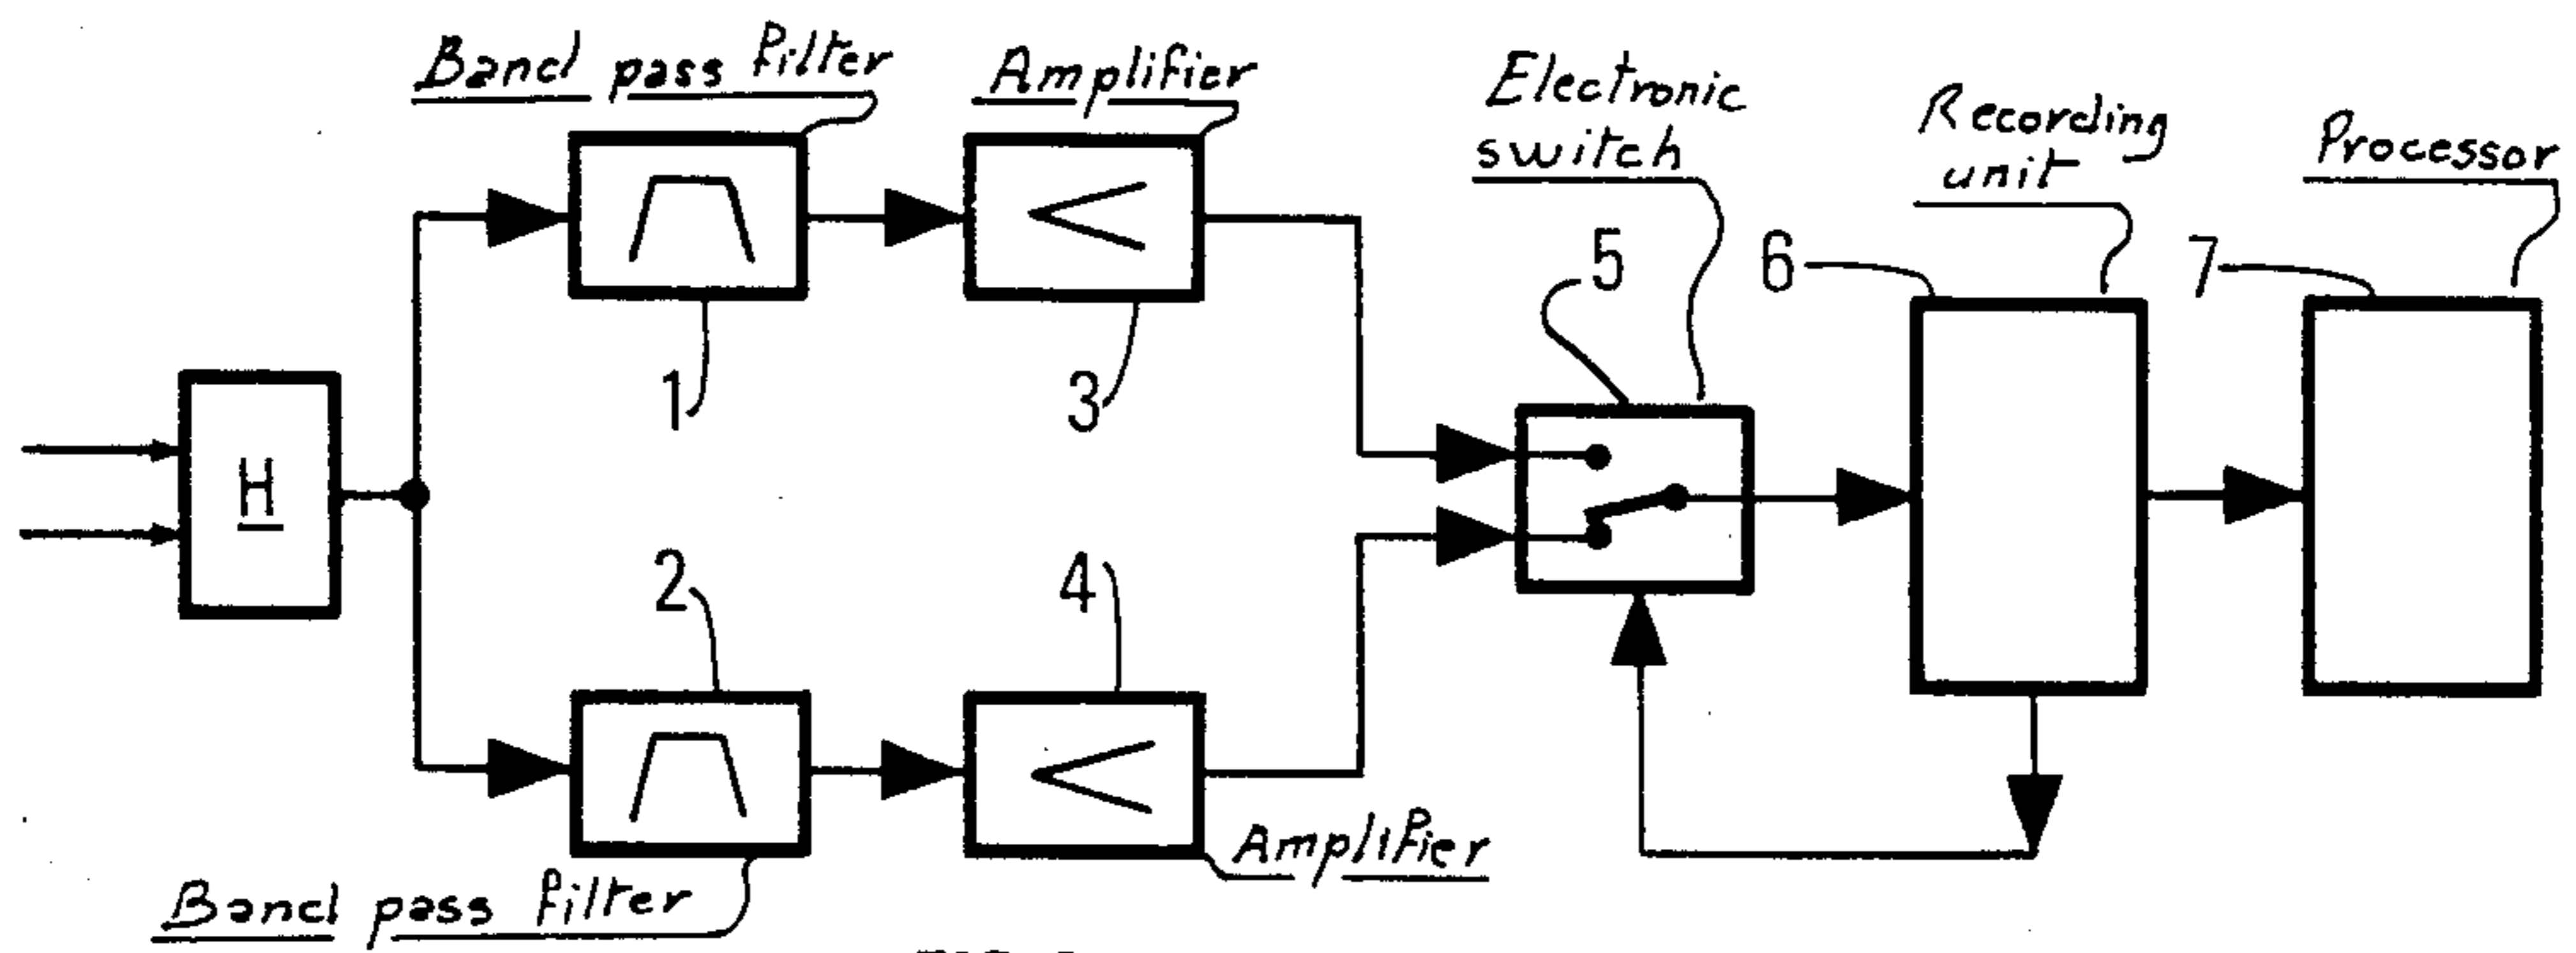 Band pass filter
Amplifier
Electronic
switch
Recording
unit
Processor
5
6
7
1
3
H
2
4
Amplifier
Band pass filter